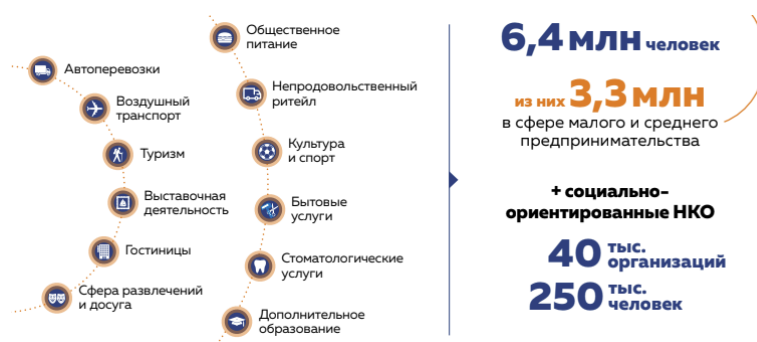 Автоперевозки
Воздушный
транспорт
Туризм
Выставочная
деятельность
Гостиницы
Сфера развлечений
и досуга
Общественное
питание
Непродовольственный
ритейл
Культура
и спорт
Бытовые
услуги
Стоматологические
услуги
Дополнительное
образование
6,4 млн человек
из них 3,3 млн
в сфере малого и среднего
предпринимательства
+ социально-
ориентированные НКО
40 тыс.
организаций
250 тыс.
человек